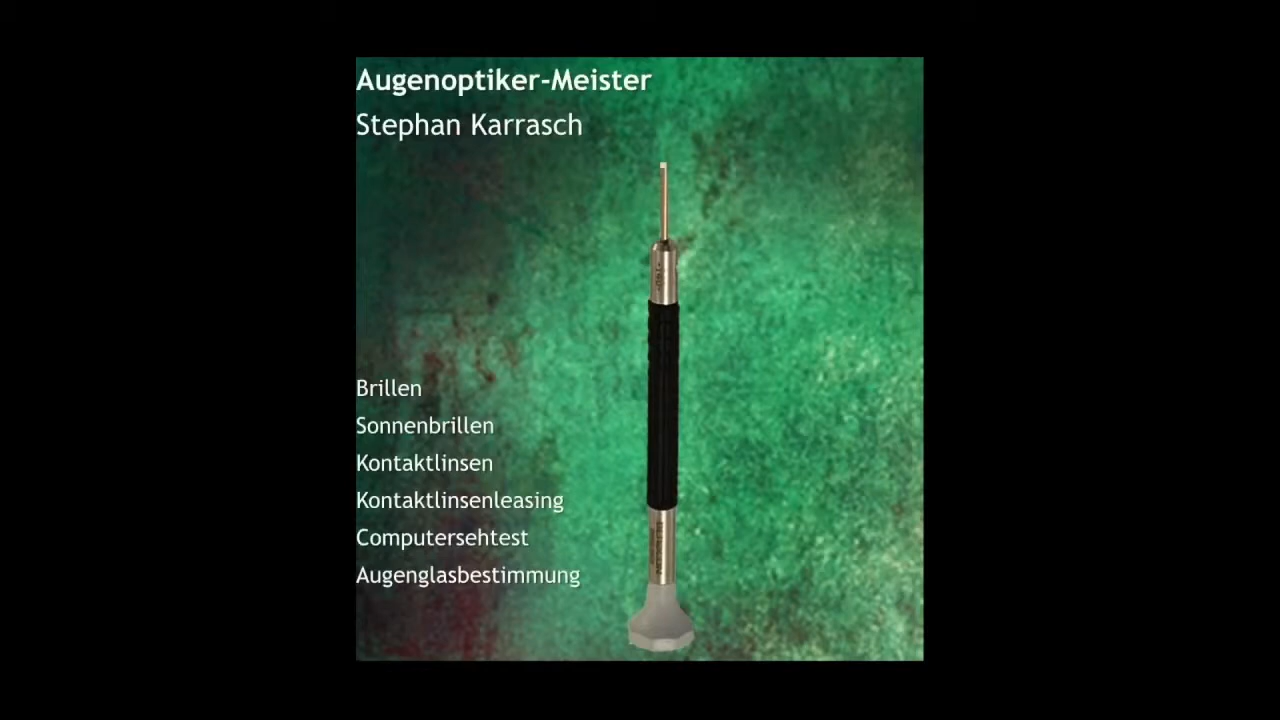 Augenoptiker-Meister
Stephan Karrasch
Brillen
Sonnenbrillen
Kontaktlinsen
Kontaktlinsenleasing
Computersehtest
Augenglasbestimmung